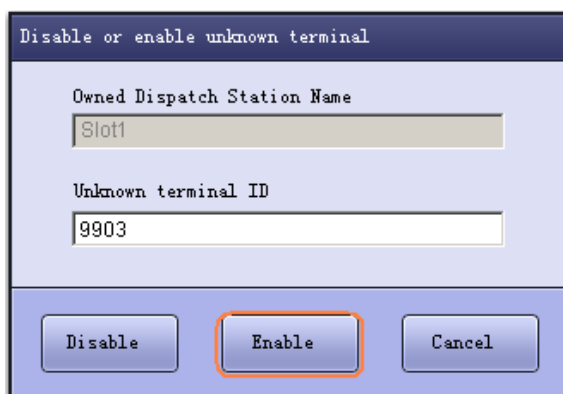 Disable or enable unknown terminal
Owned Dispatch Station Name
Slot1
Unknown terminal ID
9903
Disable Enable Cancel